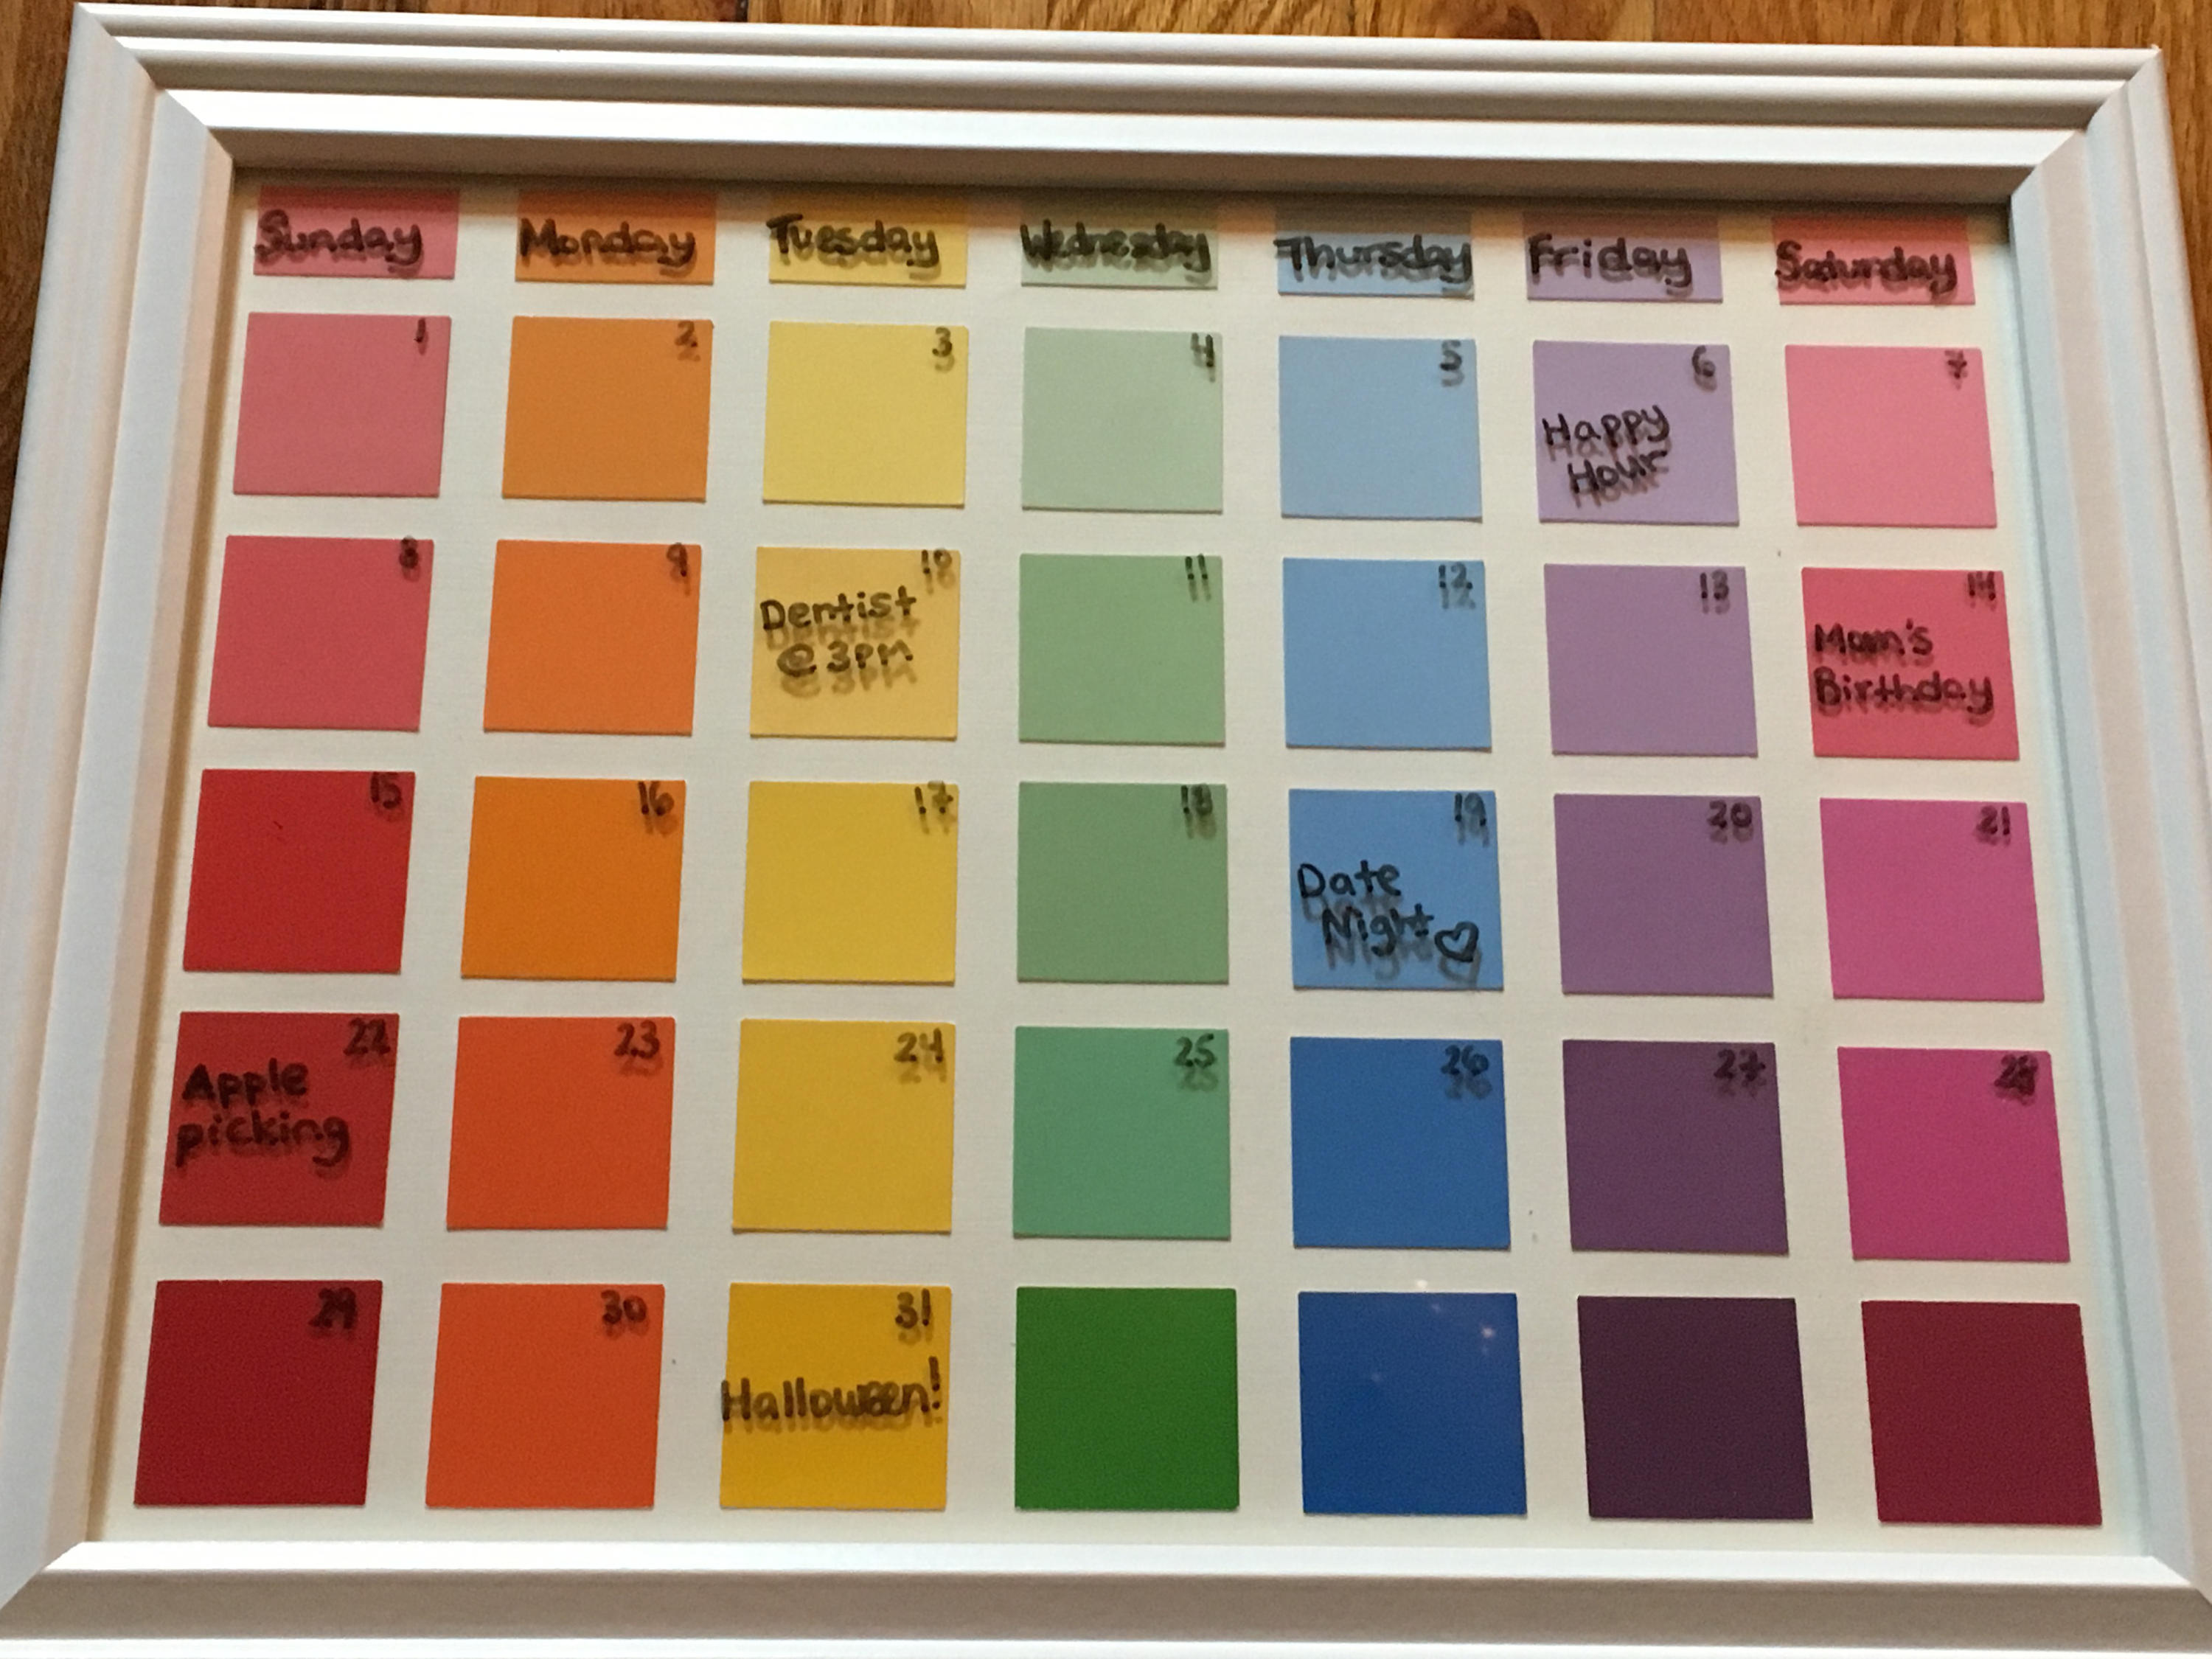 Sunday Monday Tuesday Wednesday Thursday Friday Saturday
1 2 3 4 5 6 7
Happy
Hour
8 9 10 11 12 13 14
Dentist
@ 3pm
Mom's
Birthday
15 16 17 18 19 20 21
Date
Night ♡
22 23 24 25 26 27 28
Apple
picking
29 30 31
Halloween!